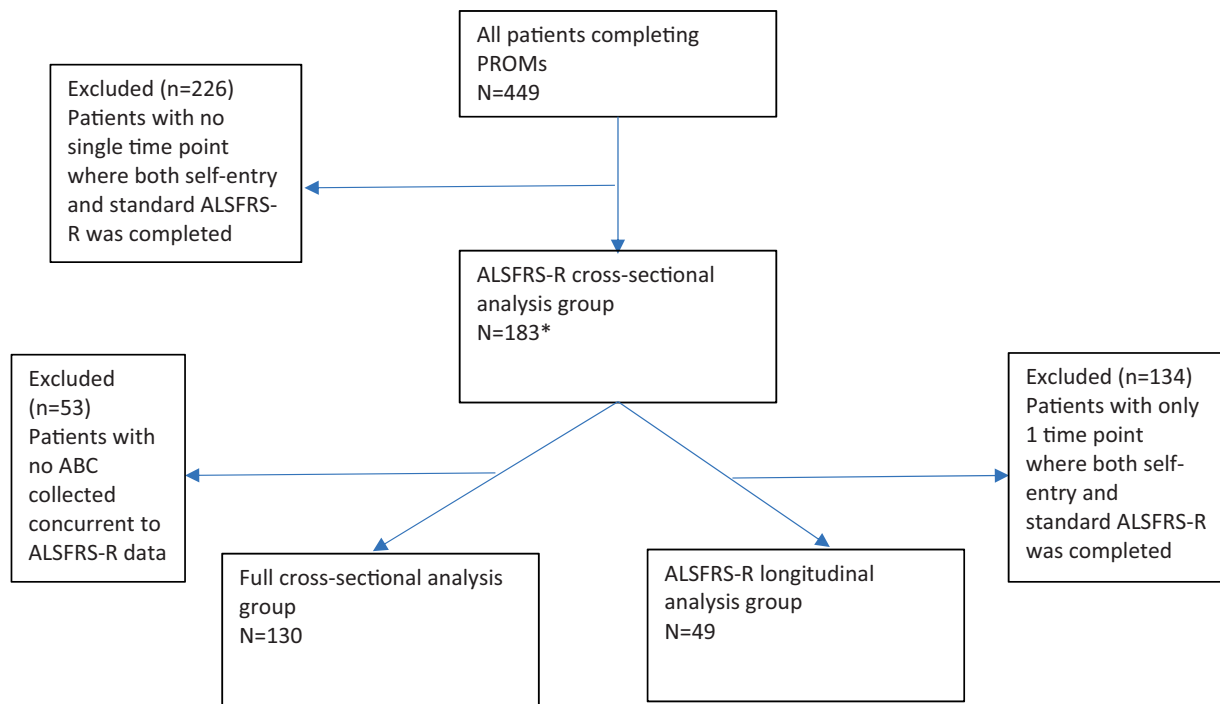 All patients completing
PROMs
N=449
Excluded (n=226)
Patients with no
single time point
where both self-entry
and standard ALSFRS-
R was completed
ALSFRS-R cross-sectional
analysis group
N=183*
Excluded
(n=53)
Patients with
no ABC
collected
concurrent to
ALSFRS-R data
Excluded (n=134)
Patients with only
1 time point
where both self-
entry and
standard ALSFRS-R
was completed
Full cross-sectional analysis
group
N=130
ALSFRS-R longitudinal
analysis group
N=49